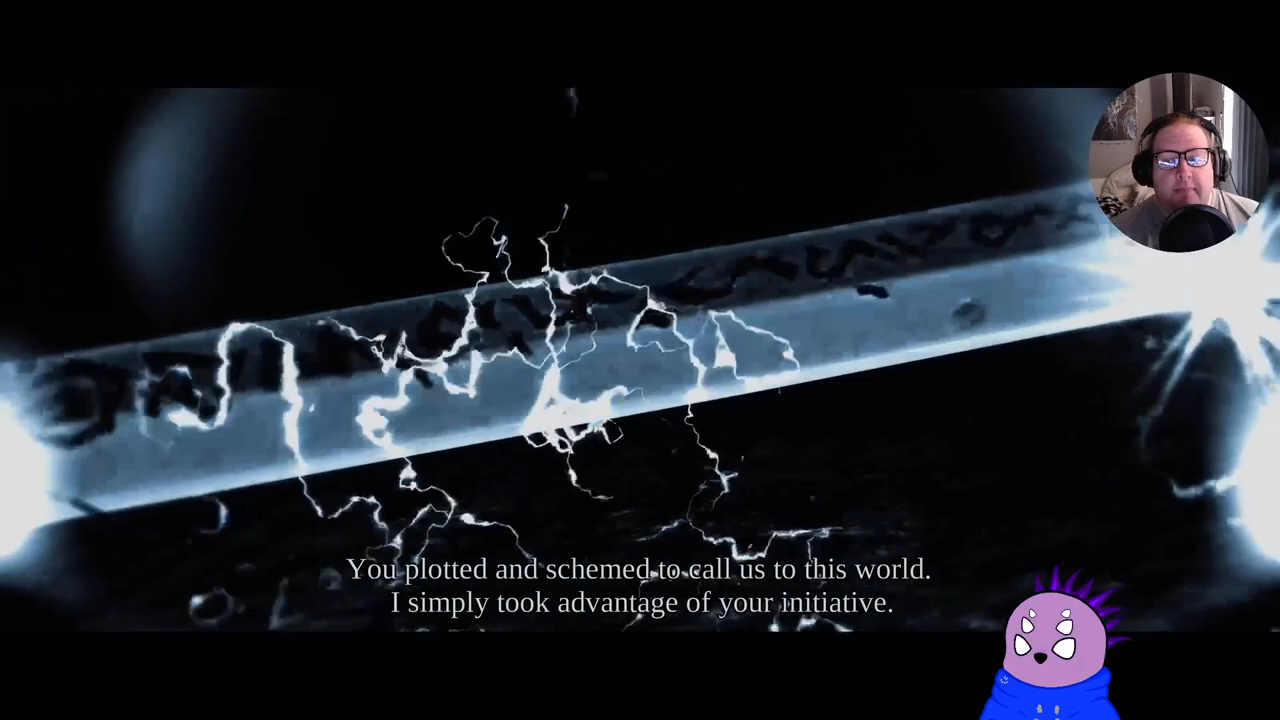 You plotted and schemed to call us to this world.
I simply took advantage of your initiative.